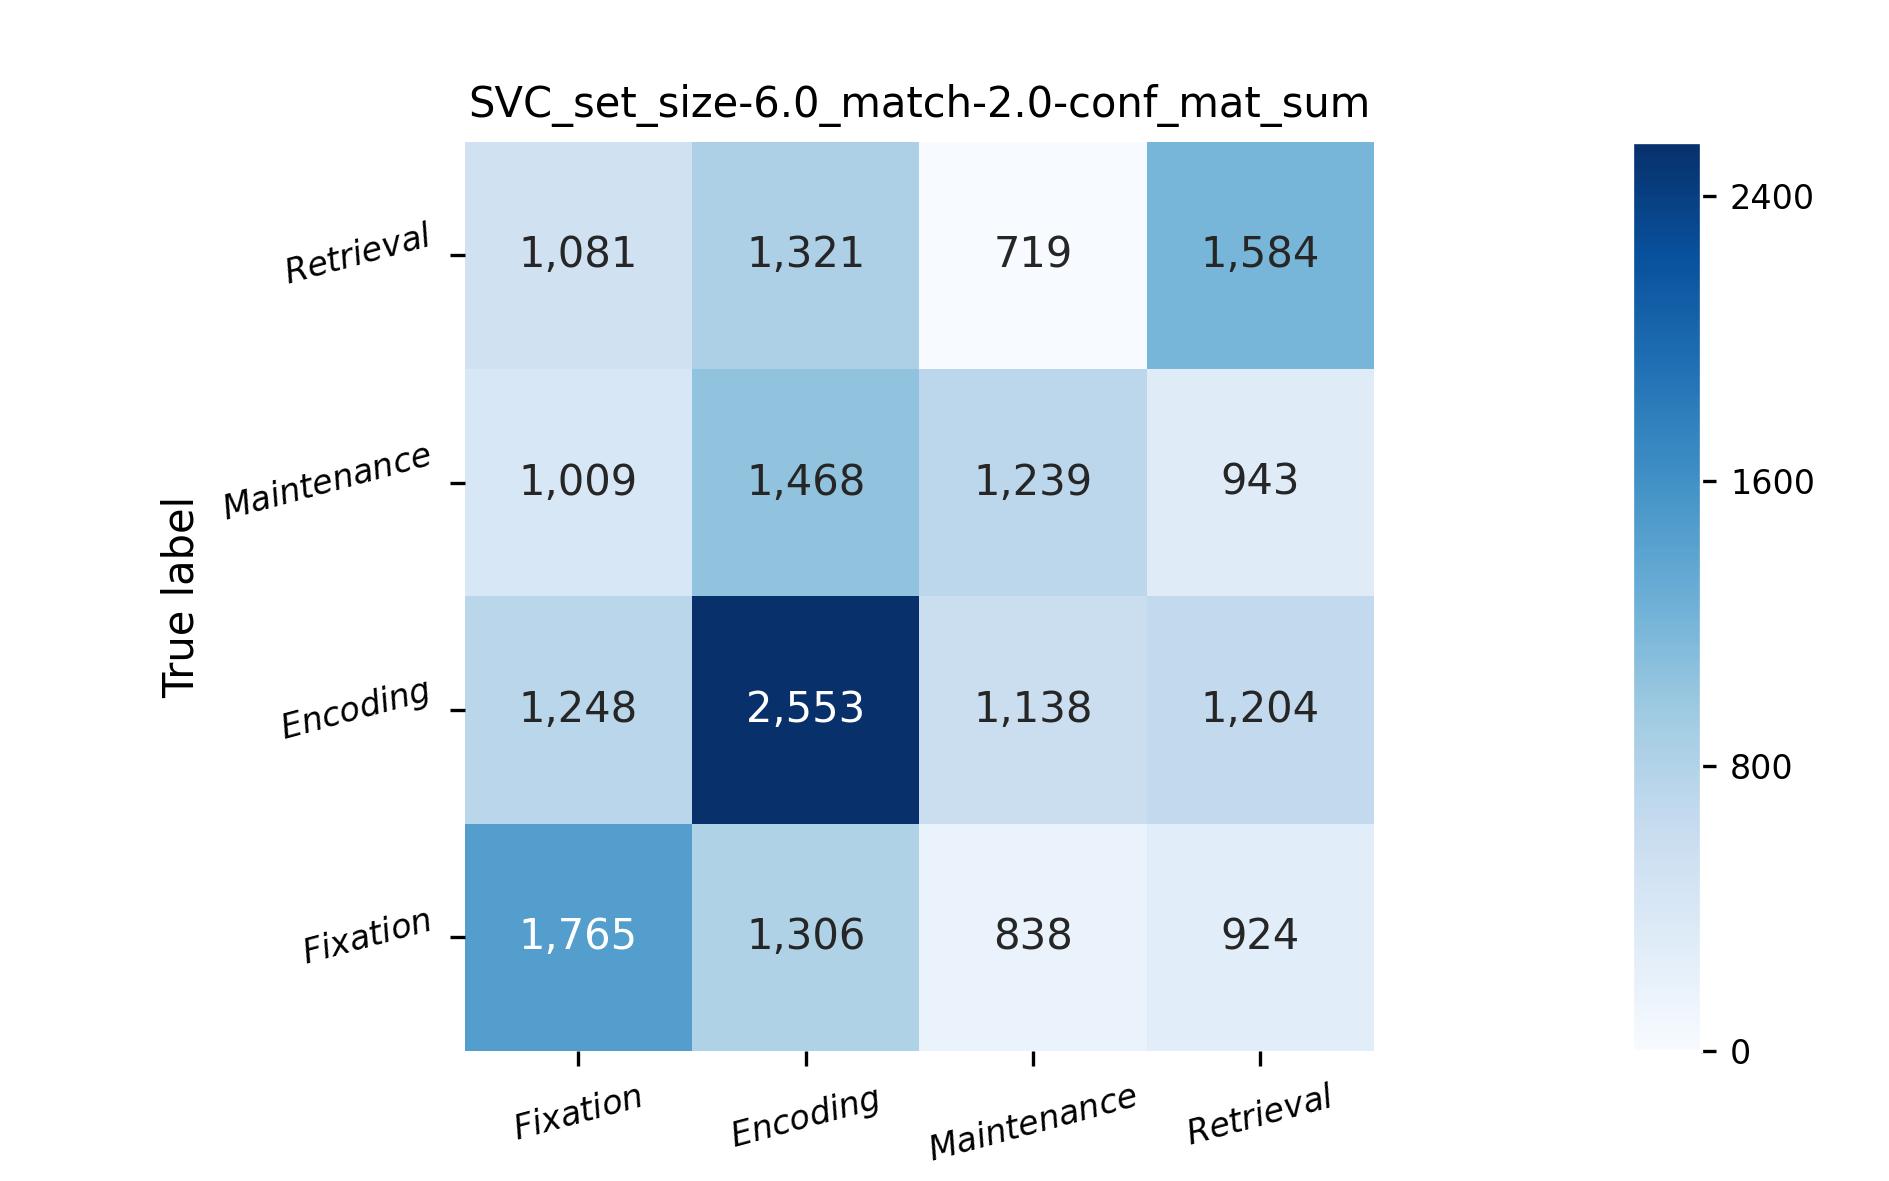 SVC_set_size-6.0_match-2.0-conf_mat_sum
True label
Retrieval 1,081 1,321 719 1,584
Maintenance 1,009 1,468 1,239 943
Encoding 1,248 2,553 1,138 1,204
Fixation 1,765 1,306 838 924
Fixation Encoding Maintenance Retrieval
2400
1600
800
0